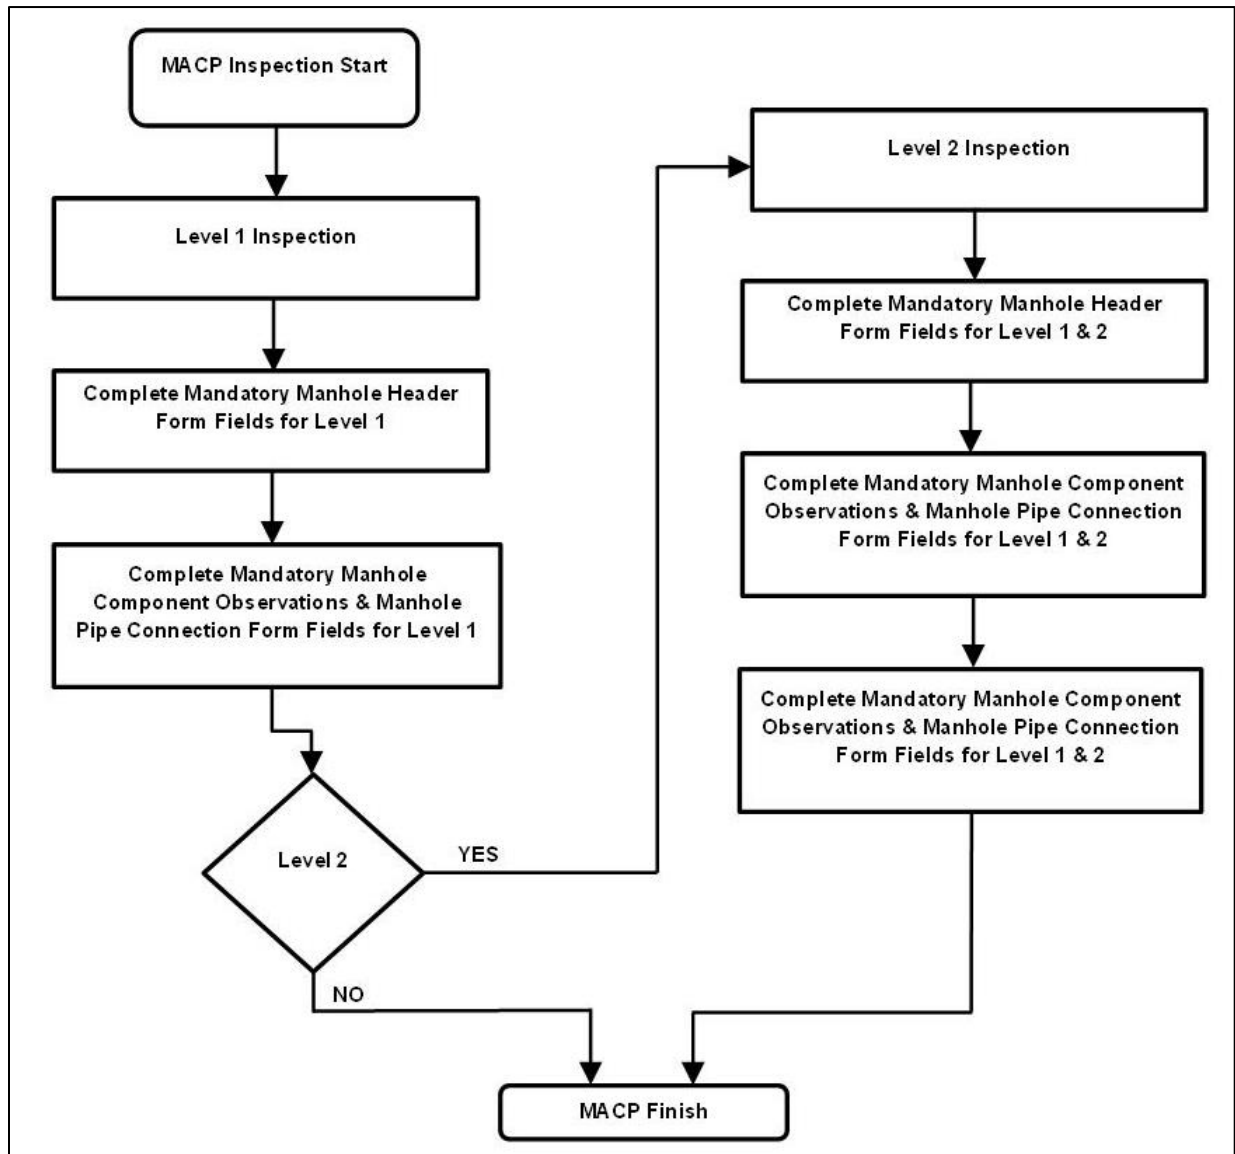 MACP Inspection Start
Level 1 Inspection
Complete Mandatory Manhole Header
Form Fields for Level 1
Complete Mandatory Manhole
Component Observations & Manhole
Pipe Connection Form Fields for Level 1
Level 2
YES
NO
Level 2 Inspection
Complete Mandatory Manhole Header
Form Fields for Level 1 & 2
Complete Mandatory Manhole Component
Observations & Manhole Pipe Connection
Form Fields for Level 1 & 2
Complete Mandatory Manhole Component
Observations & Manhole Pipe Connection
Form Fields for Level 1 & 2
MACP Finish